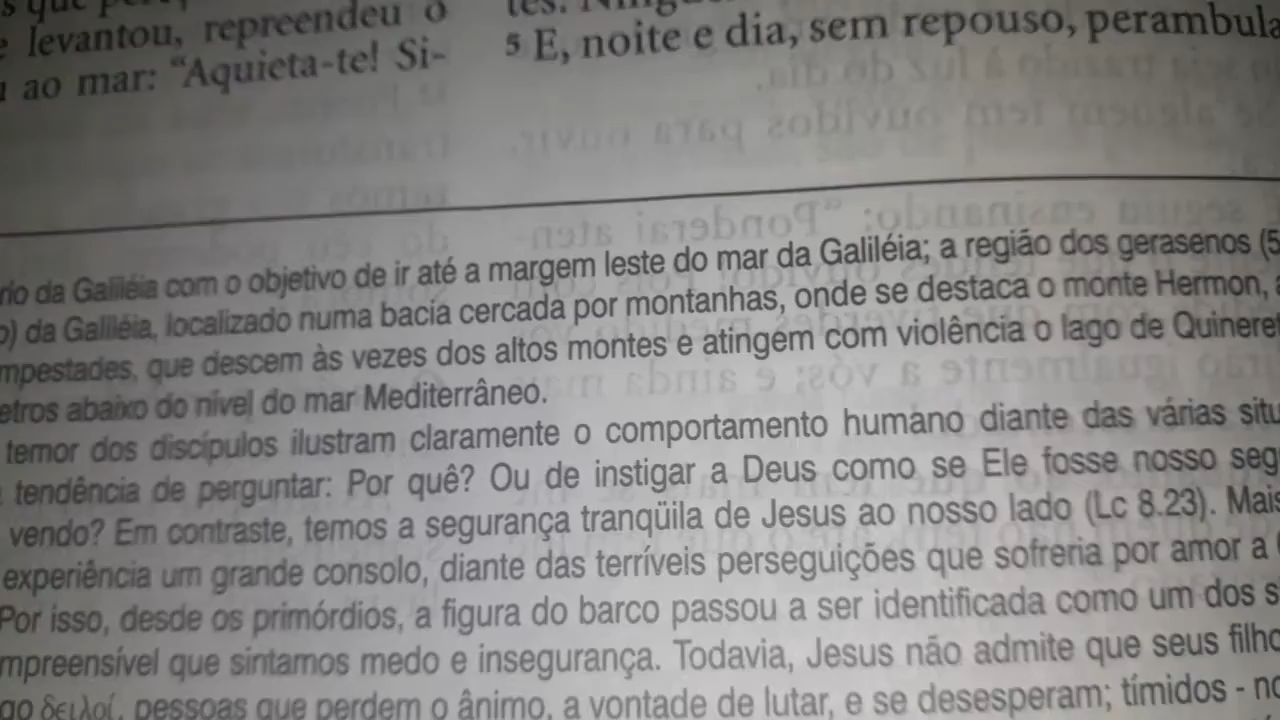 levantou, repreendeu o
ao mar: “Aquieta-te! Si-
5 E, noite e dia, sem repouso, perambula
rio da Galiléia com o objetivo de ir até a margem leste do mar da Galiléia; a região dos gerasenos (5
o) da Galiléia, localizado numa bacia cercada por montanhas, onde se destaca o monte Hermon, a
mpestades, que descem às vezes dos altos montes e atingem com violência o lago de Quineret
etros abaixo do nível do mar Mediterrâneo.
temor dos discípulos ilustram claramente o comportamento humano diante das várias situ
tendência de perguntar: Por quê? Ou de instigar a Deus como se Ele fosse nosso seg
vendo? Em contraste, temos a segurança tranqüila de Jesus ao nosso lado (Lc 8.23). Mais
experiência um grande consolo, diante das terríveis perseguições que sofreria por amor a
Por isso, desde os primórdios, a figura do barco passou a ser identificada como um dos s
mpreensível que sintamos medo e insegurança. Todavia, Jesus não admite que seus filho
go δειλοί, pessoas que perdem o ânimo, a vontade de lutar, e se desesperam; tímidos - no